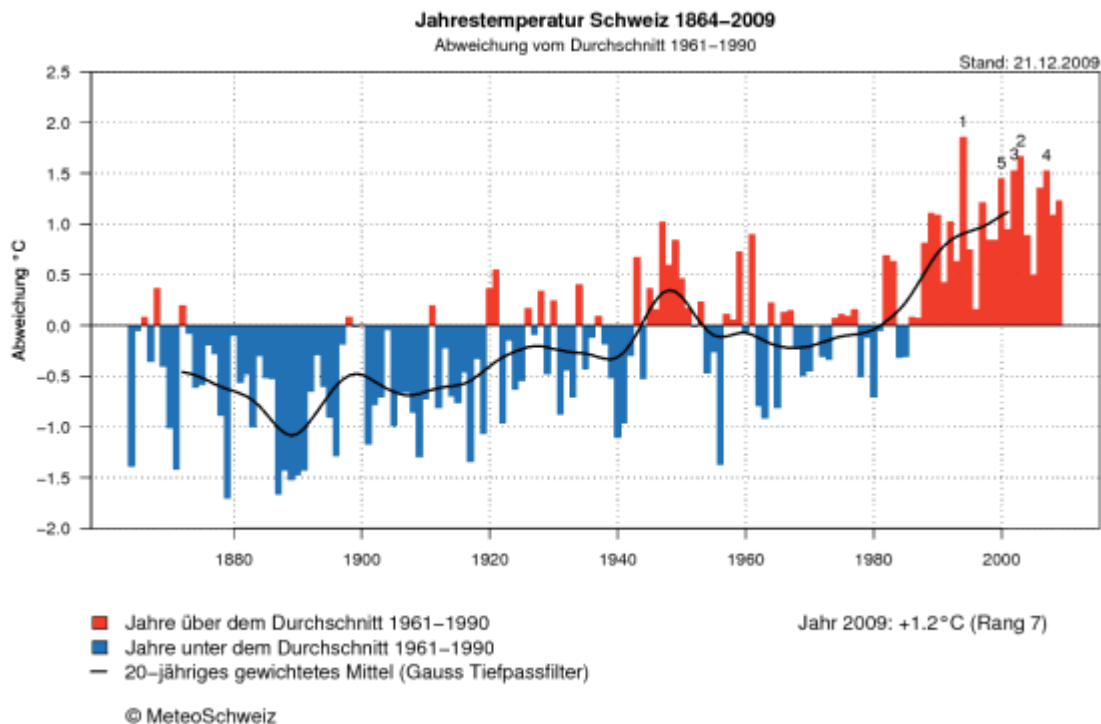 Jahrestemperatur Schweiz 1864–2009
Abweichung vom Durchschnitt 1961–1990
Stand: 21.12.2009
Abweichung °C
2.5
2.0
1.5
1.0
0.5
0.0
−0.5
−1.0
−1.5
−2.0
1
2
5 3 4
1880 1900 1920 1940 1960 1980 2000
Jahre über dem Durchschnitt 1961–1990
Jahr 2009: +1.2°C (Rang 7)
Jahre unter dem Durchschnitt 1961–1990
20–jähriges gewichtetes Mittel (Gauss Tiefpassfilter)
© MeteoSchweiz